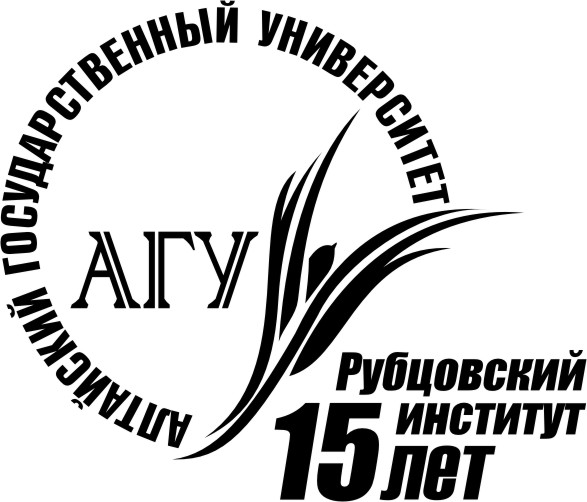 АЛТАЙСКИЙ ГОСУДАРСТВЕННЫЙ УНИВЕРСИТЕТ
АГУ
Рубцовский
институт
15 лет